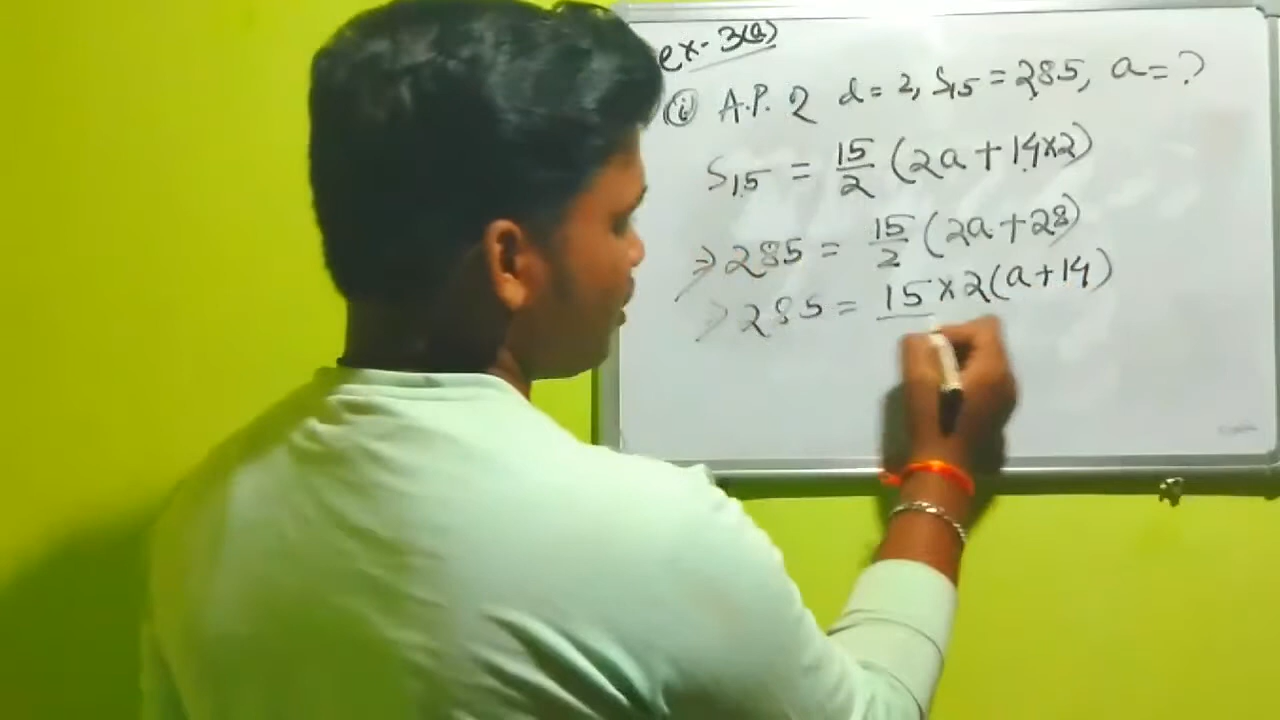 ex-3(a)
(i) A.P. 2 d = 2, S15 = 285, a = ?
S15 = 15/2 (2a + 14×2)
⇒ 285 = 15/2 (2a + 28)
⇒ 285 = 15 × 2(a + 14)